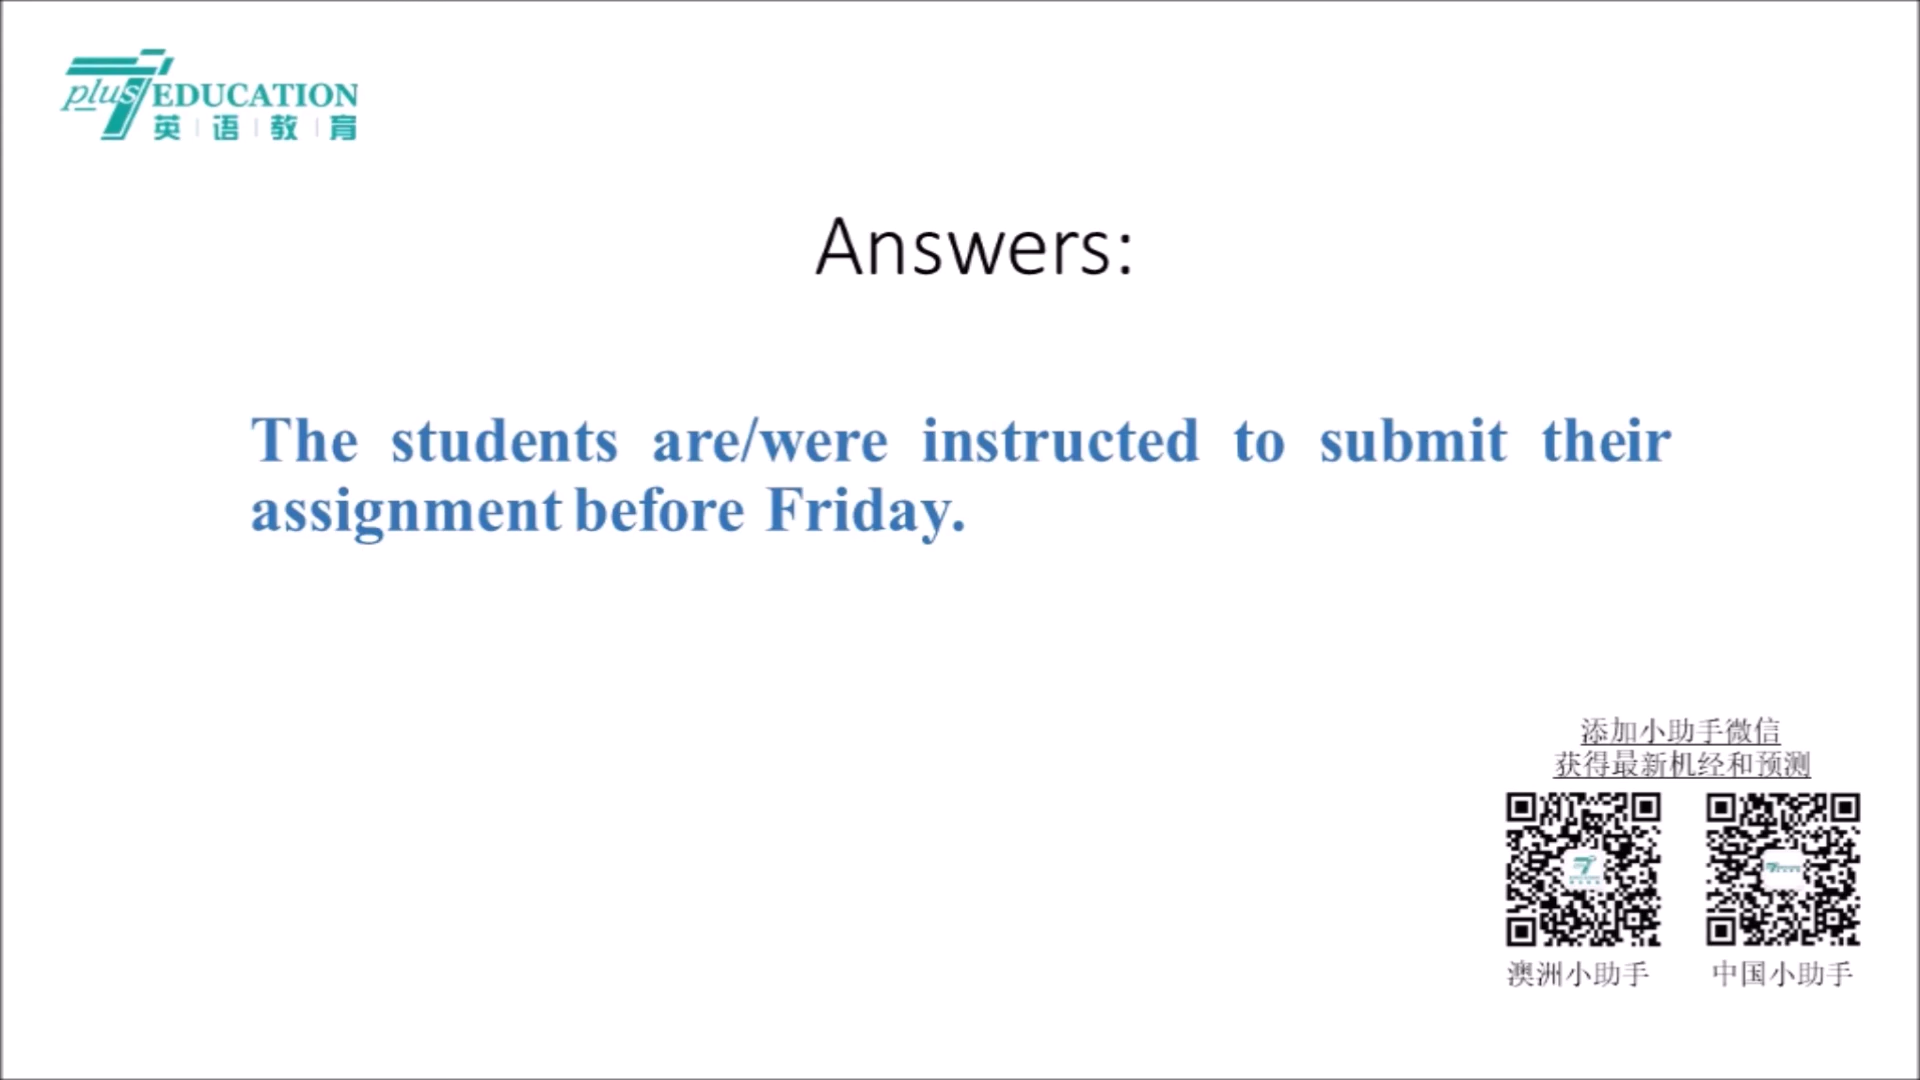 plus 7 EDUCATION
英语教育
Answers:
The students are/were instructed to submit their
assignment before Friday.
添加小助手微信
获得最新机经和预测
澳洲小助手 中国小助手